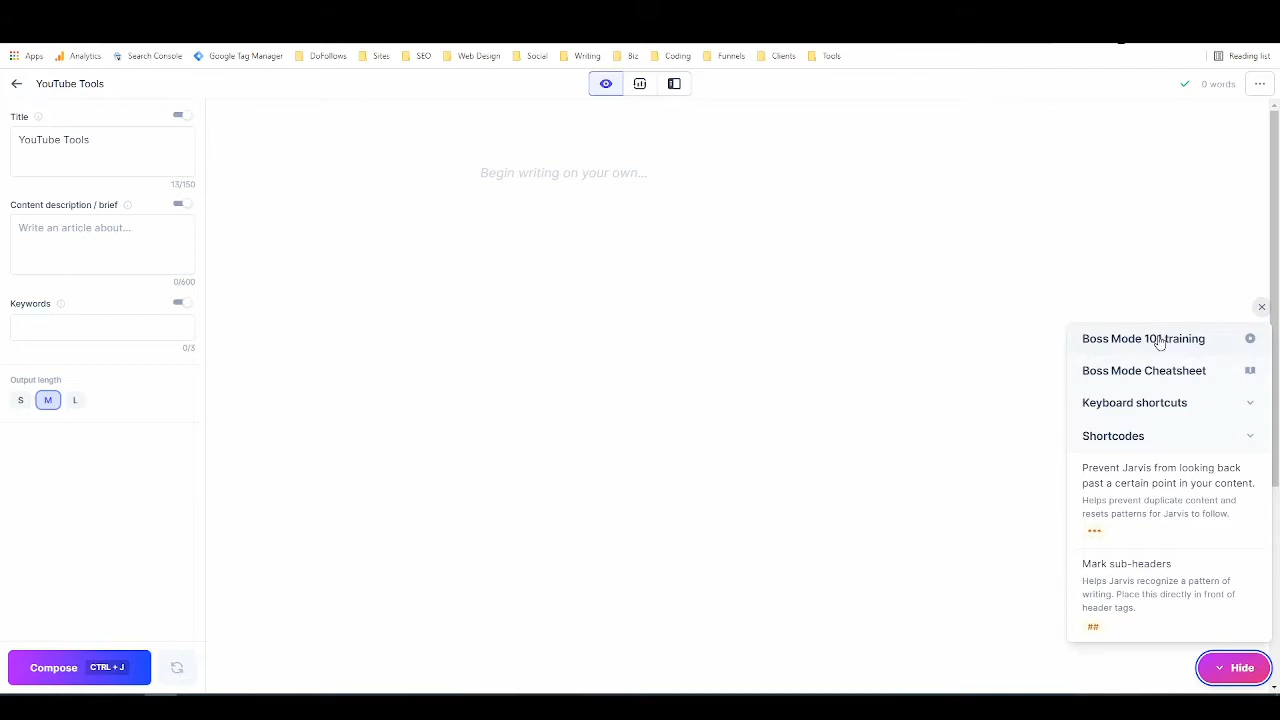 Apps Analytics Search Console Google Tag Manager DoFollows Sites SEO Web Design Social Writing Biz Coding Funnels Clients Tools Reading list
YouTube Tools
0 words
Title
YouTube Tools
13/150
Content description / brief
Write an article about...
0/600
Keywords
0/3
Output length
S M L
Compose CTRL + J
Begin writing on your own...
Boss Mode 101 training
Boss Mode Cheatsheet
Keyboard shortcuts
Shortcodes
Prevent Jarvis from looking back
past a certain point in your content.
Helps prevent duplicate content and
resets patterns for Jarvis to follow.
***
Mark sub-headers
Helps Jarvis recognize a pattern of
writing. Place this directly in front of
header tags.
##
Hide